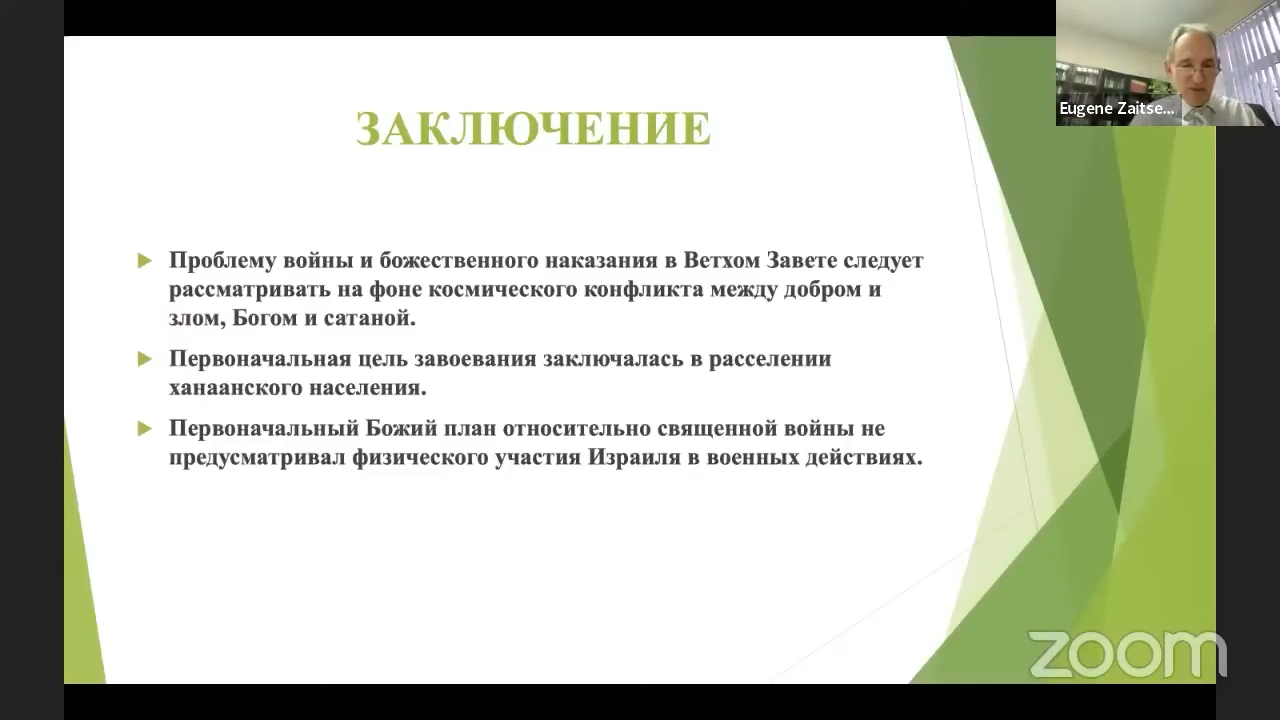 Eugene Zaitse...
ЗАКЛЮЧЕНИЕ
Проблему войны и божественного наказания в Ветхом Завете следует
рассматривать на фоне космического конфликта между добром и
злом, Богом и сатаной.
Первоначальная цель завоевания заключалась в расселении
ханаанского населения.
Первоначальный Божий план относительно священной войны не
предусматривал физического участия Израиля в военных действиях.
zoom